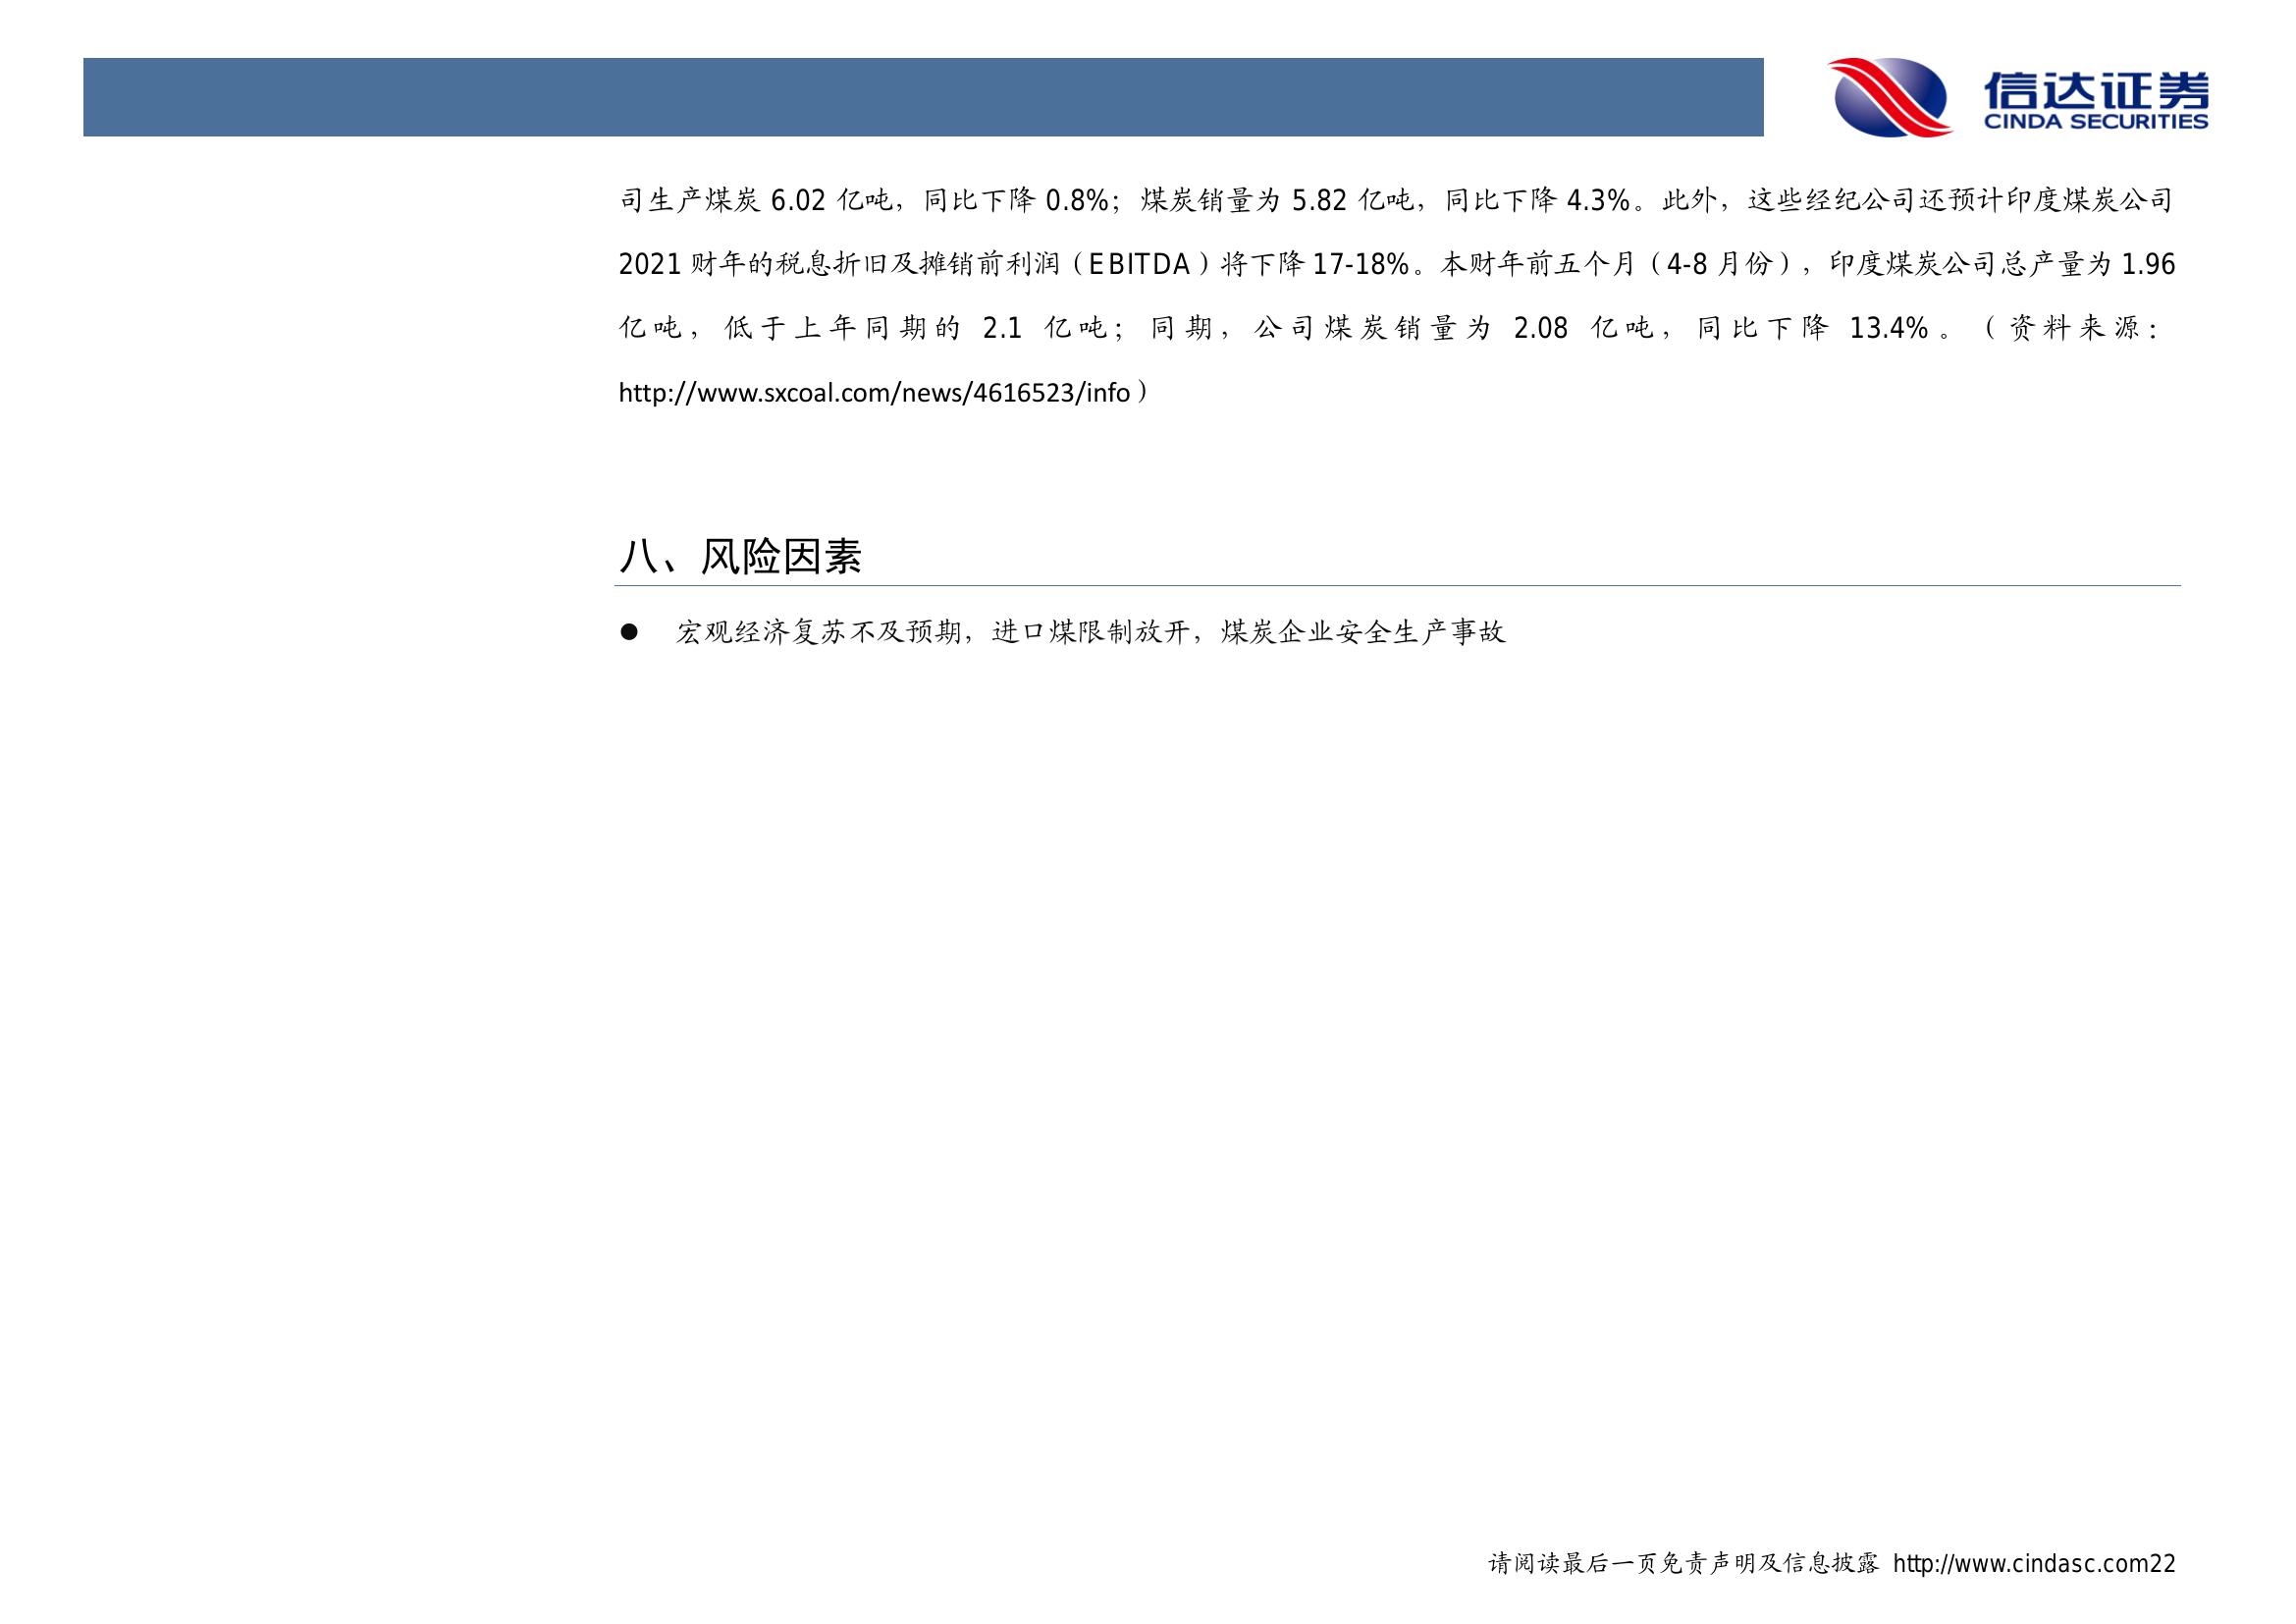 信达证券
CINDA SECURITIES
司生产煤炭 6.02 亿吨，同比下降 0.8%；煤炭销量为 5.82 亿吨，同比下降 4.3%。此外，这些经纪公司还预计印度煤炭公司
2021 财年的税息折旧及摊销前利润（EBITDA）将下降 17-18%。本财年前五个月（4-8 月份），印度煤炭公司总产量为 1.96
亿吨，低于上年同期的 2.1 亿吨；同期，公司煤炭销量为 2.08 亿吨，同比下降 13.4%。（资料来源：
http://www.sxcoal.com/news/4616523/info）
八、风险因素
● 宏观经济复苏不及预期，进口煤限制放开，煤炭企业安全生产事故
请阅读最后一页免责声明及信息披露 http://www.cindasc.com22